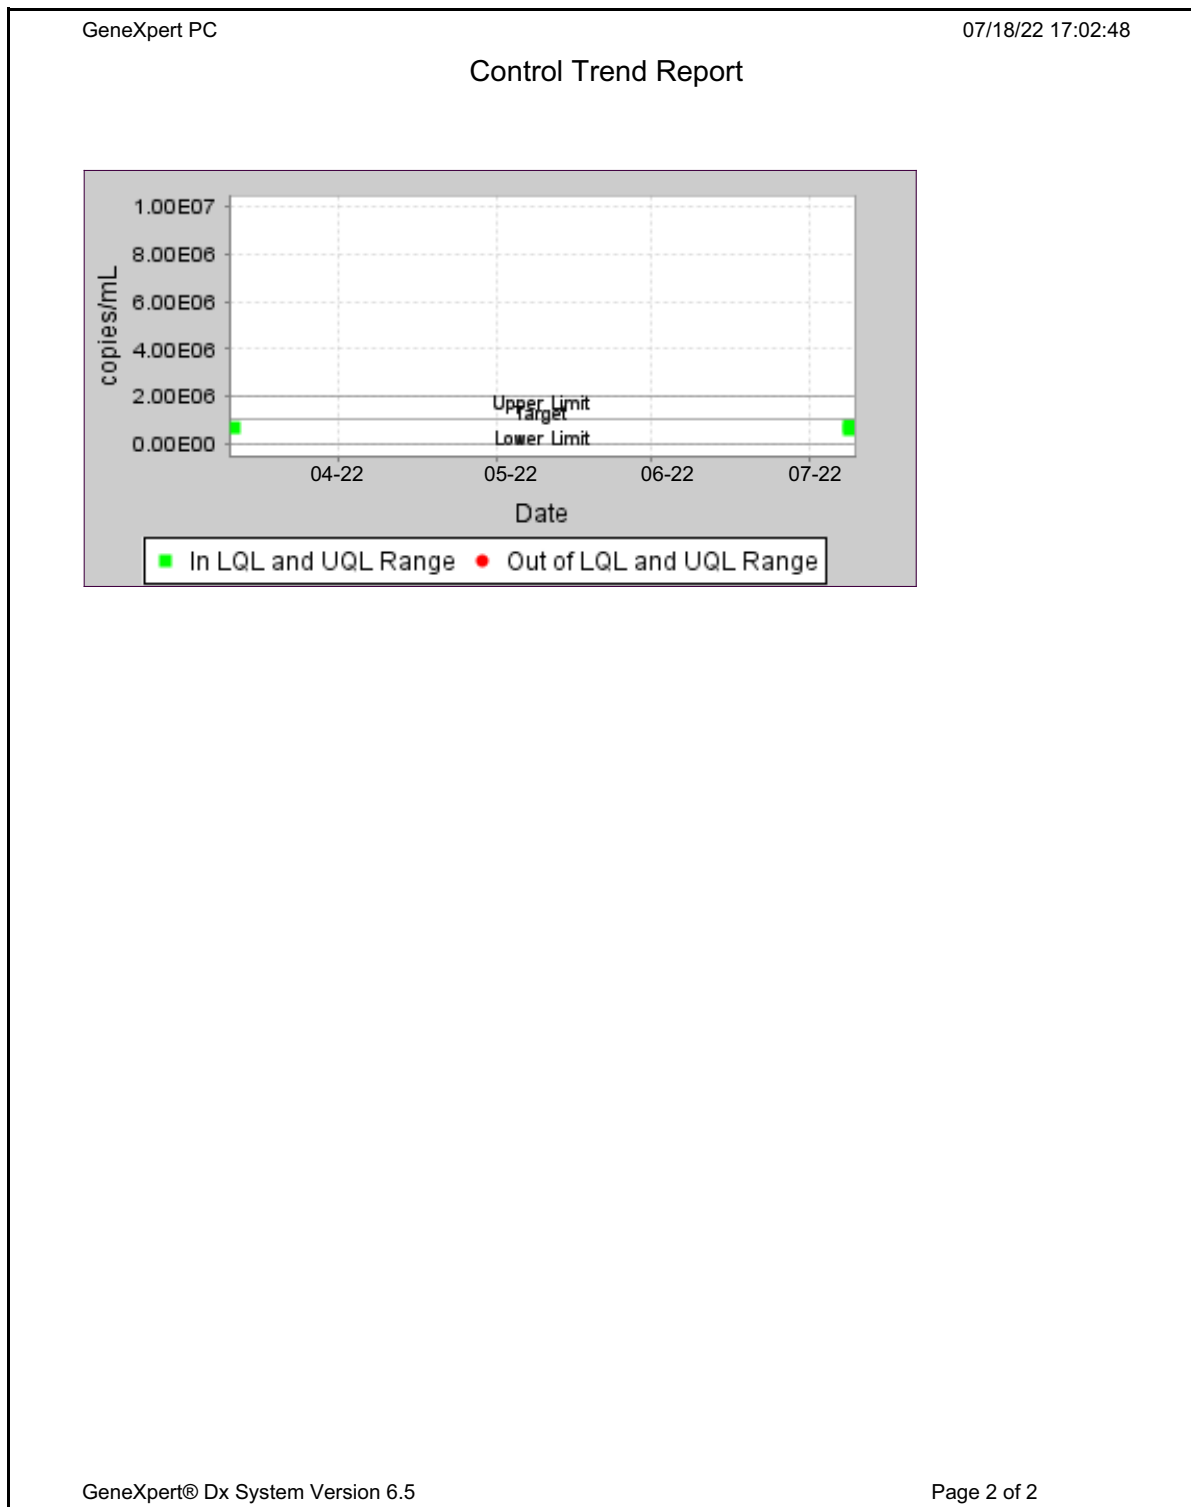 GeneXpert PC 07/18/22 17:02:48
Control Trend Report
1.00E07
8.00E06
6.00E06
4.00E06
2.00E06
0.00E00
copies/mL
Upper Limit
Target
Lower Limit
04-22 05-22 06-22 07-22
Date
In LQL and UQL Range Out of LQL and UQL Range
GeneXpert® Dx System Version 6.5 Page 2 of 2